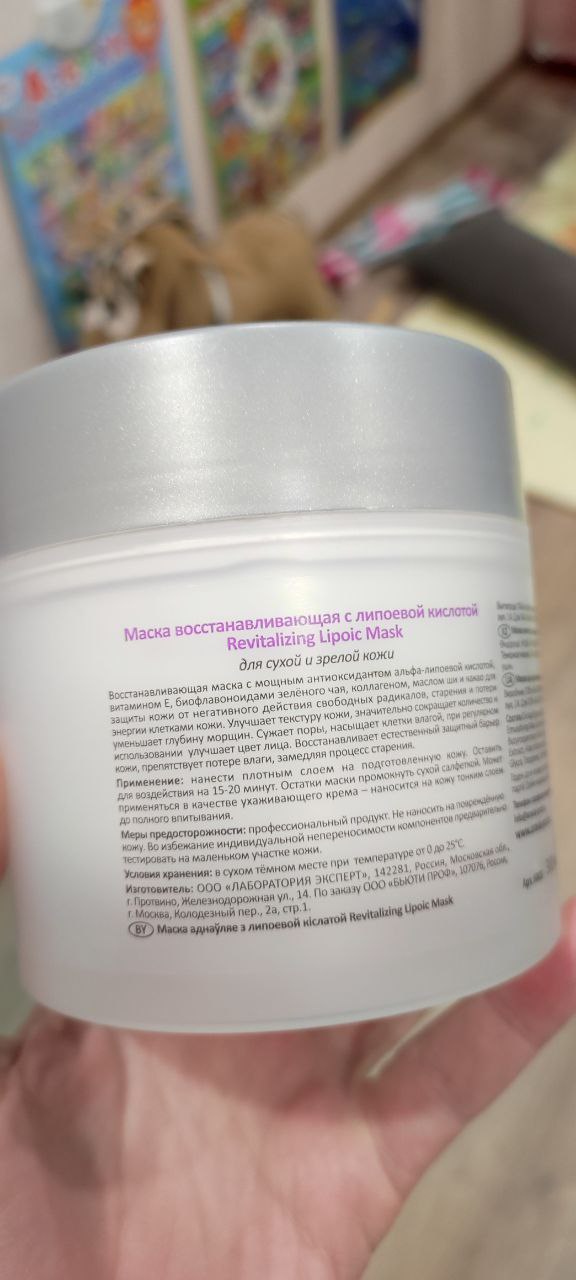 Маска восстанавливающая с липоевой кислотой
Revitalizing Lipoic Mask
для сухой и зрелой кожи
Восстанавливающая маска с мощным антиоксидантом альфа-липоевой кислотой,
витамином Е, биофлавоноидами зелёного чая, коллагеном, маслом ши и какао для
защиты кожи от негативного действия свободных радикалов, старения и потери
энергии клетками кожи. Улучшает текстуру кожи, значительно сокращает количество и
уменьшает глубину морщин. Сужает поры, насыщает клетки влагой, при регулярном
использовании улучшает цвет лица. Восстанавливает естественный защитный барьер
кожи, препятствует потере влаги, замедляя процесс старения.
Применение: нанести плотным слоем на подготовленную кожу. Оставить
для воздействия на 15-20 минут. Остатки маски промокнуть сухой салфеткой. Может
применяться в качестве ухаживающего крема – наносится на кожу тонким слоем
до полного впитывания.
Меры предосторожности: профессиональный продукт. Не наносить на повреждённую
кожу. Во избежание индивидуальной непереносимости компонентов предварительно
тестировать на маленьком участке кожи.
Условия хранения: в сухом тёмном месте при температуре от 0 до 25°С.
Изготовитель: ООО «ЛАБОРАТОРИЯ ЭКСПЕРТ», 142281, Россия, Московская обл.,
г. Протвино, Железнодорожная ул., 14. По заказу ООО «БЬЮТИ ПРОФ», 107076, Россия,
г. Москва, Колодезный пер., 2а, стр.1.
BY Маска аднаўляе з липоевой кіслатой Revitalizing Lipoic Mask